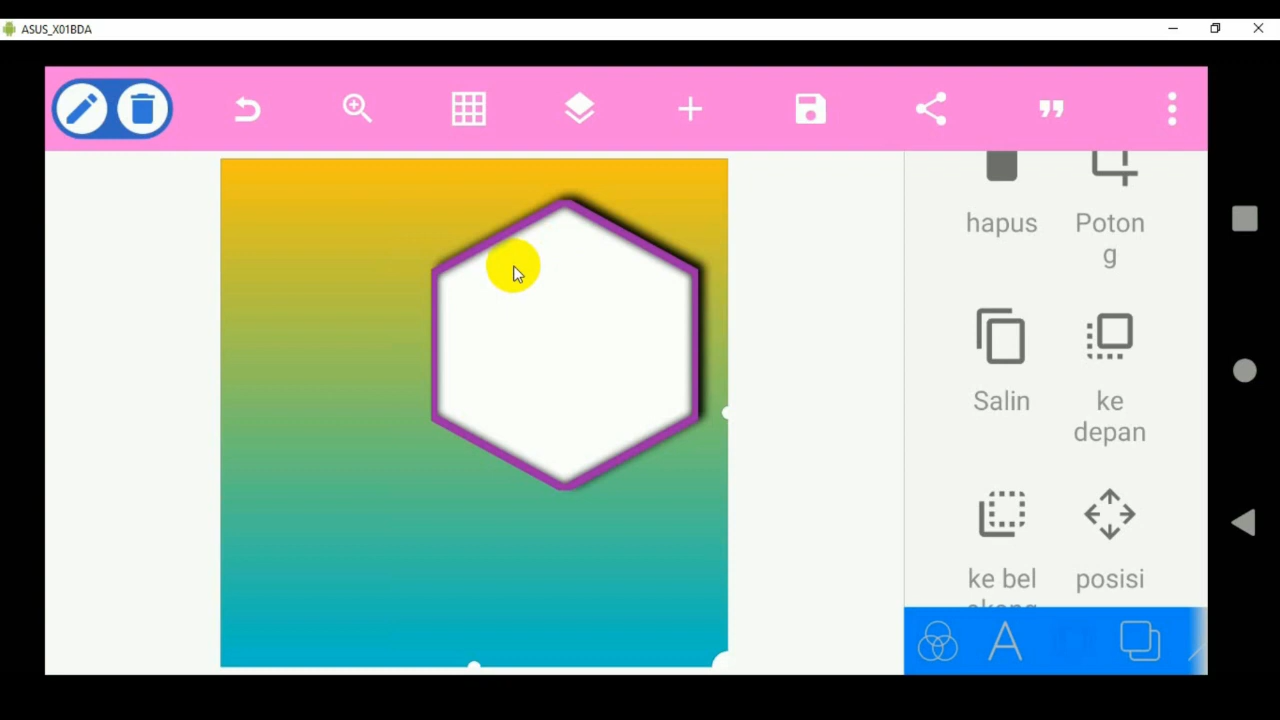 ASUS_X01BDA
hapus
Poton
g
Salin
ke
depan
ke bel
posisi
A